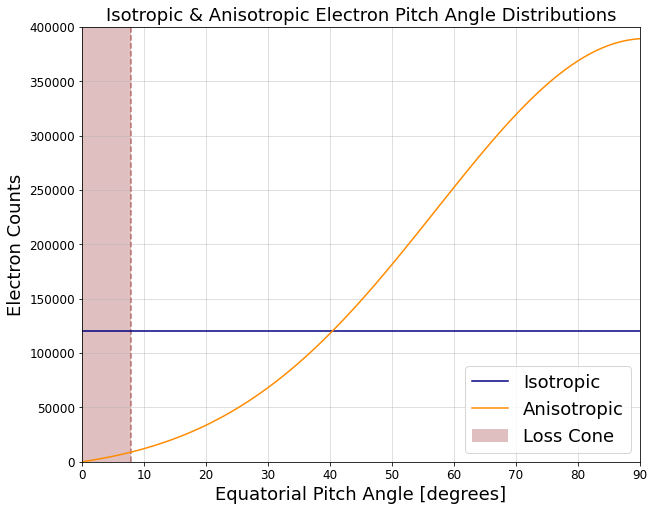 Isotropic & Anisotropic Electron Pitch Angle Distributions
400000
350000
300000
250000
200000
150000
100000
50000
0
Electron Counts
Isotropic
Anisotropic
Loss Cone
0 10 20 30 40 50 60 70 80 90
Equatorial Pitch Angle [degrees]